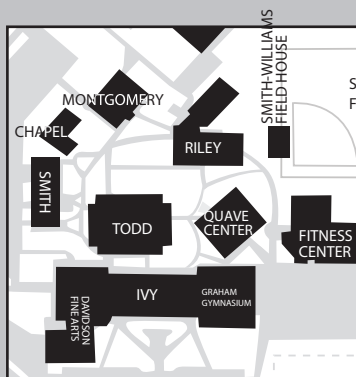 SMITH-WILLIAMS
FIELD HOUSE
S
F
MONTGOMERY
CHAPEL
RILEY
SMITH
TODD
QUAVE
CENTER
FITNESS
CENTER
IVY
GRAHAM
GYMNASIUM
DAVIDSON
FINE ARTS